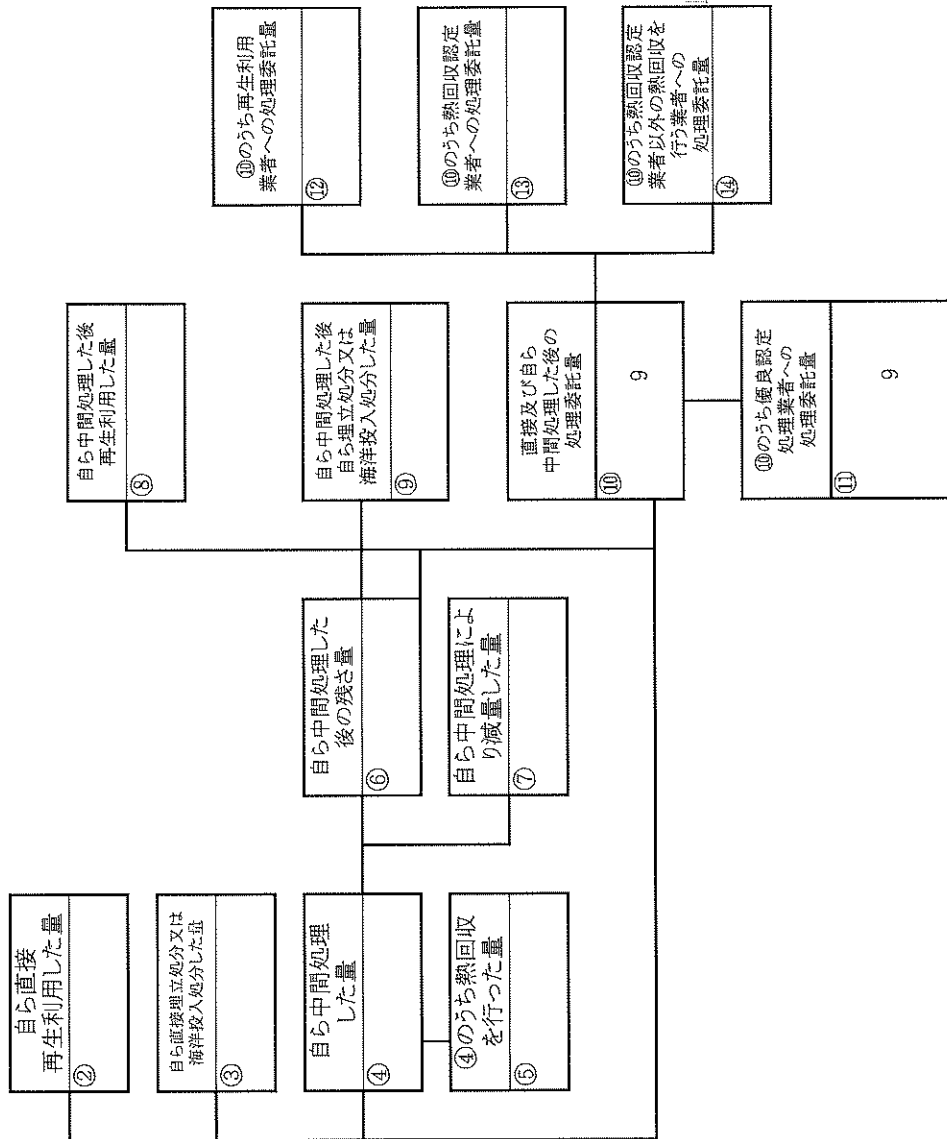 自ら直接
再生利用した量
②
自ら直接埋立処分又は
海洋投入処分した量
③
自ら中間処理
した量
④
④のうち熱回収
を行った量
⑤
自ら中間処理した
後の残さ量
⑥
自ら中間処理によ
り減量した量
⑦
自ら中間処理した後
再生利用した量
⑧
自ら中間処理した後
自ら埋立処分又は
海洋投入処分した量
⑨
直接及び自ら
中間処理した後の
処理委託量
⑩
9
⑩のうち優良認定
処理業者への
処理委託量
⑪
9
⑩のうち再生利用
業者への処理委託量
⑫
⑩のうち熱回収認定
業者への処理委託量
⑬
⑩のうち熱回収認定
業者以外の熱回収を
行う業者への
処理委託量
⑭